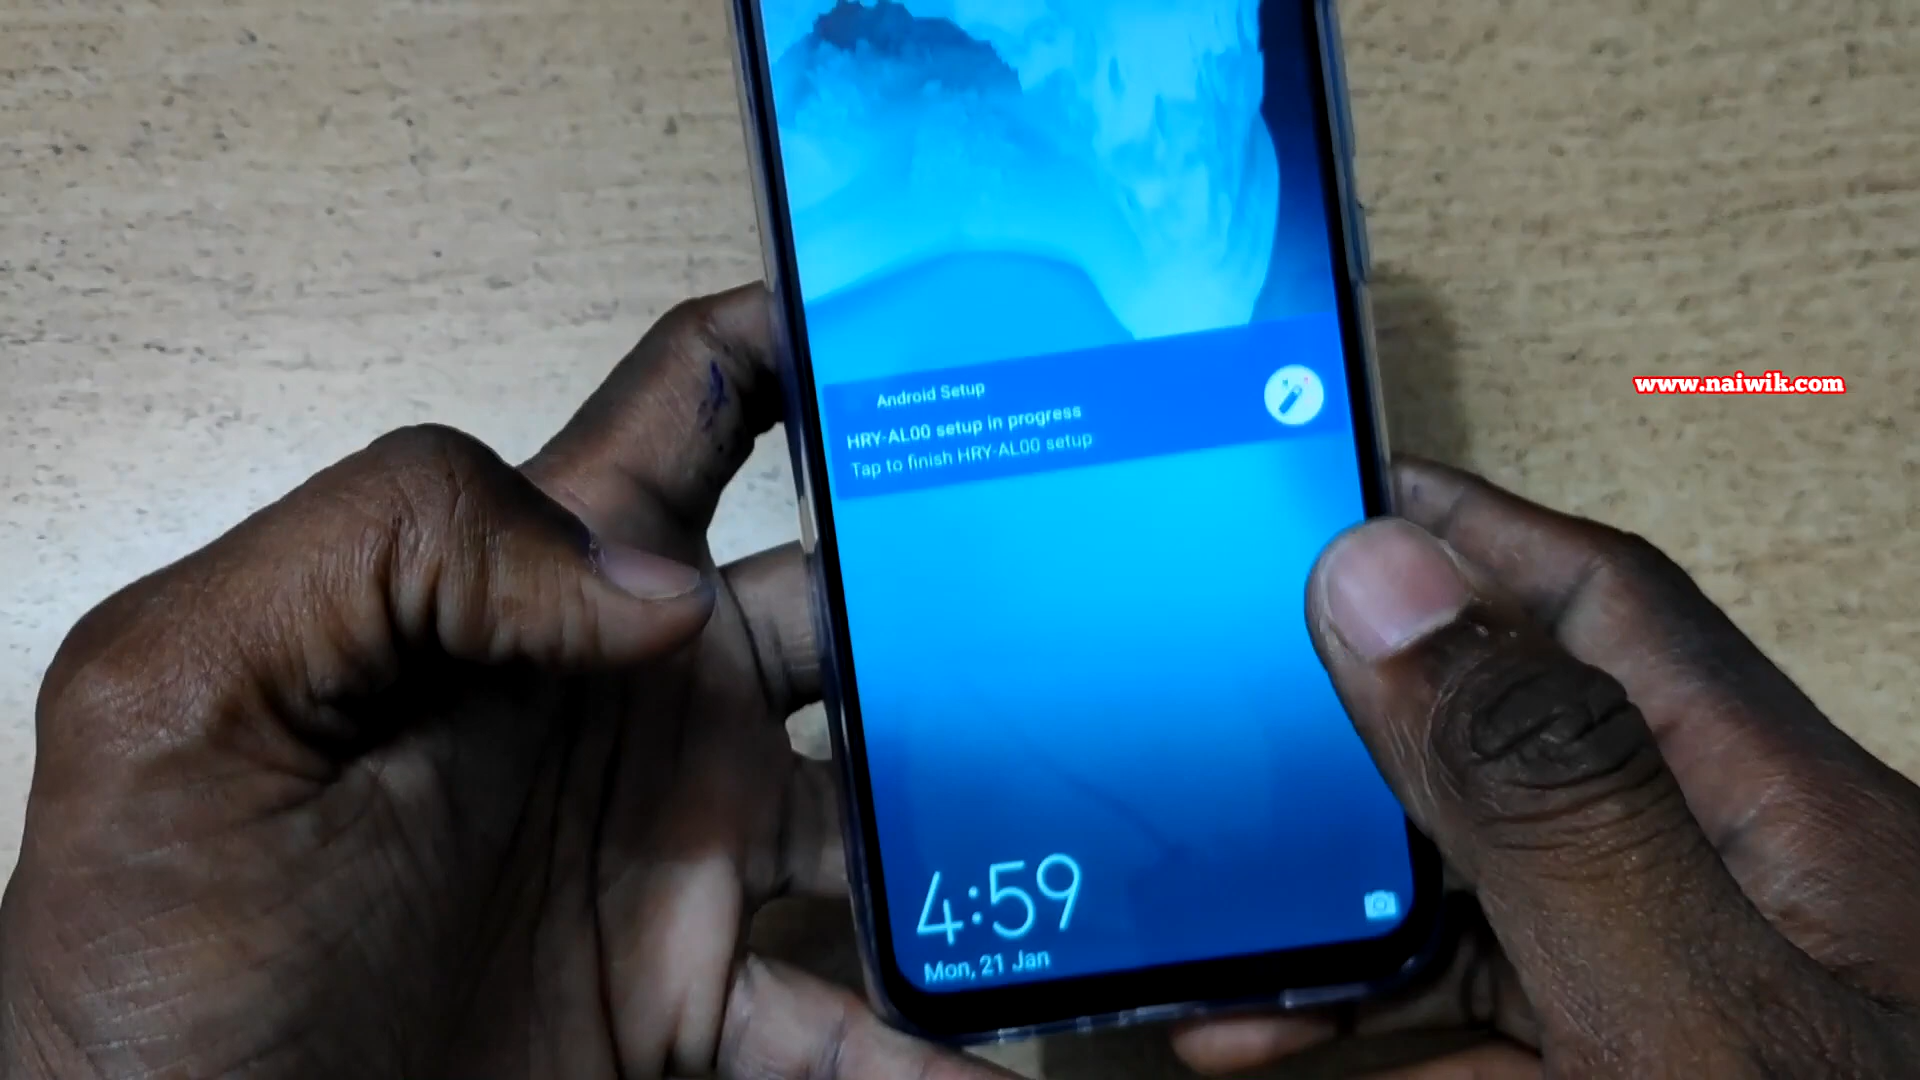 Android Setup
HRY-AL00 setup in progress
Tap to finish HRY-AL00 setup
www.naiwik.com
4:59
Mon, 21 Jan